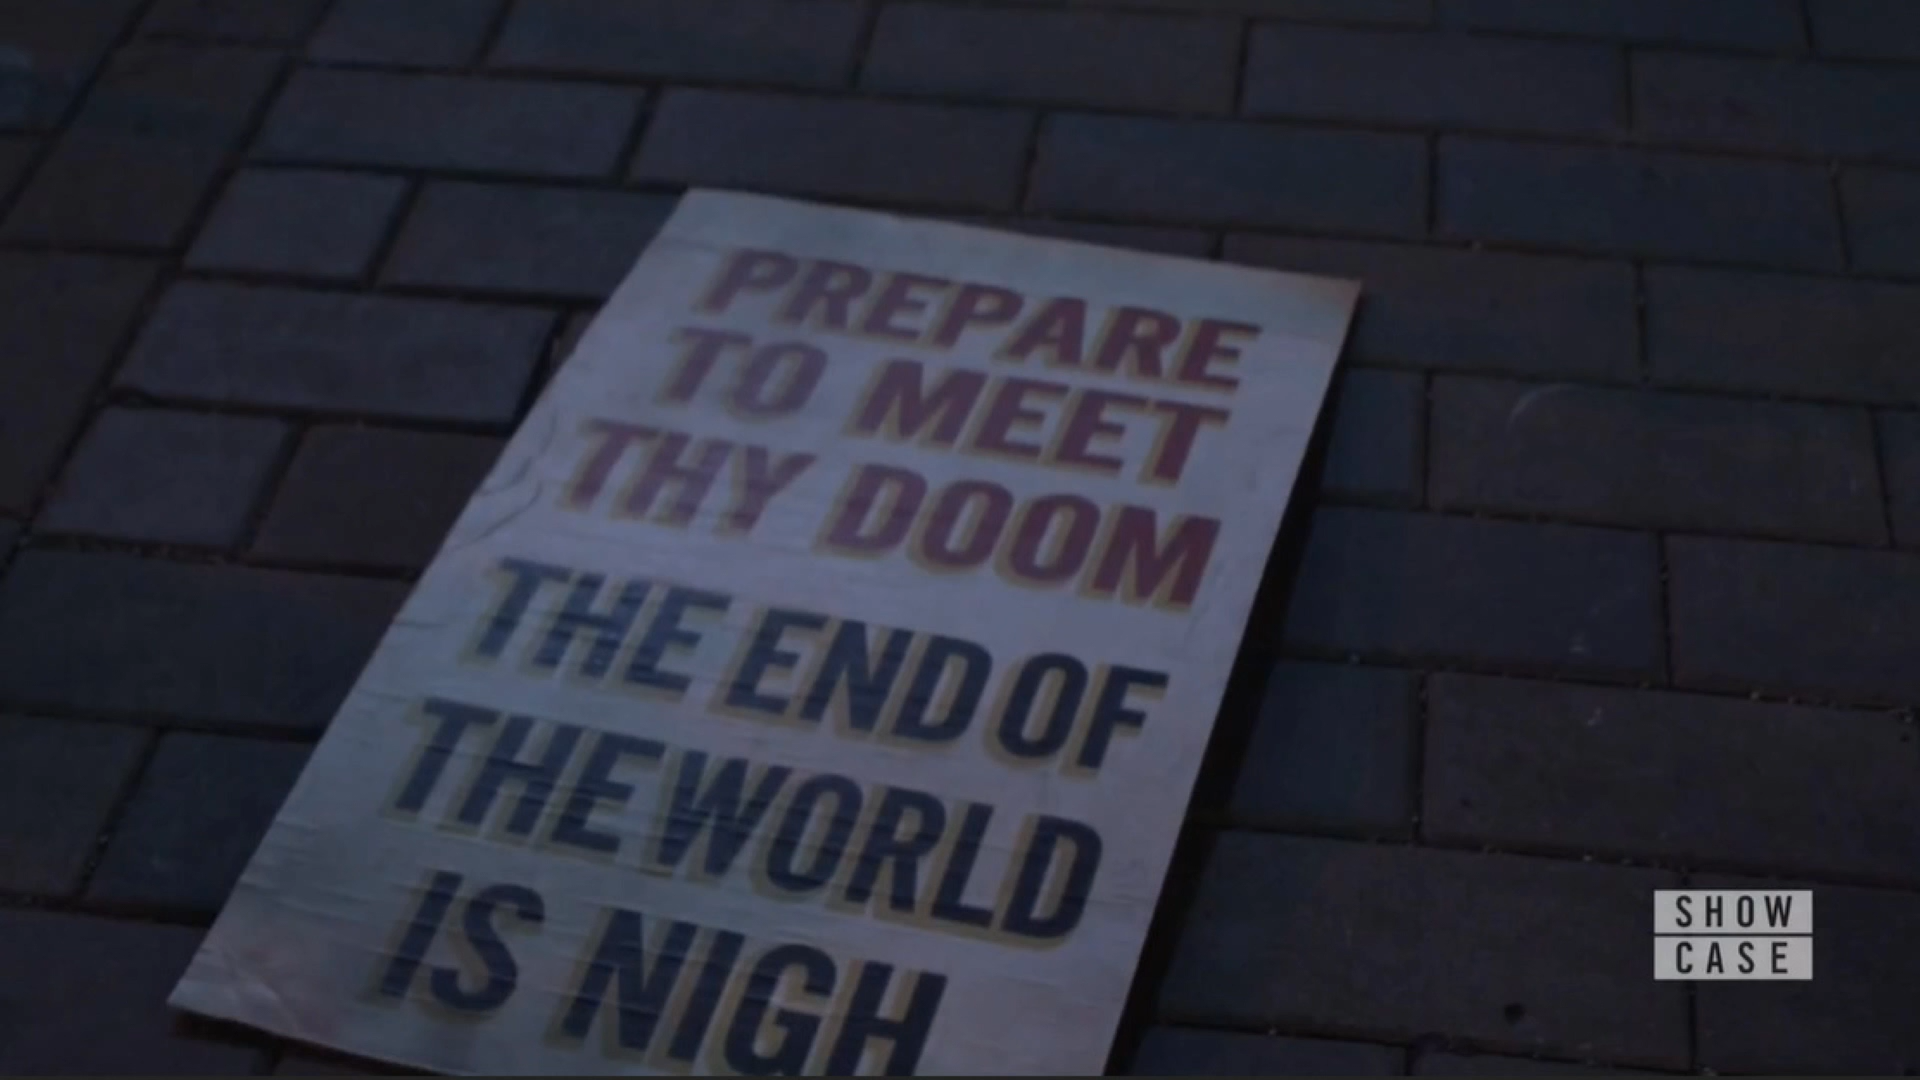 PREPARE
TO MEET
THY DOOM
THE END OF
THE WORLD
IS NIGH
SHOW
CASE